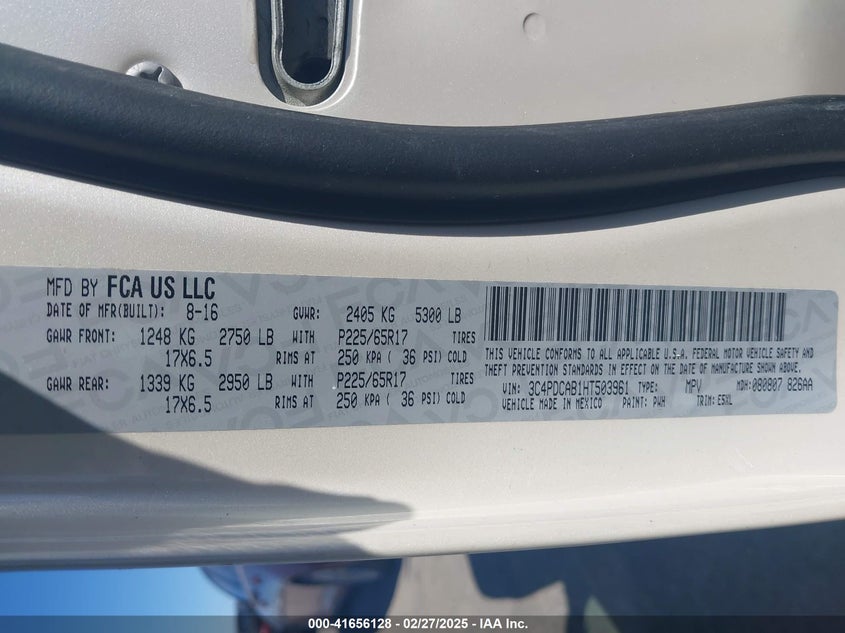 MFD BY FCA US LLC
DATE OF MFR(BUILT): 8-16 GVWR: 2405 KG 5300 LB
GAWR FRONT: 1248 KG 2750 LB WITH P225/65R17 TIRES
17X6.5 RIMS AT 250 KPA ( 36 PSI) COLD
GAWR REAR: 1339 KG 2950 LB WITH P225/65R17 TIRES
17X6.5 RIMS AT 250 KPA ( 36 PSI) COLD
THIS VEHICLE CONFORMS TO ALL APPLICABLE U.S.A. FEDERAL MOTOR VEHICLE SAFETY AND
THEFT PREVENTION STANDARDS IN EFFECT ON THE DATE OF MANUFACTURE SHOWN ABOVE.
VIN: 3C4PDCAB1HT503961 TYPE: MPV MDH: 080807 826AA
VEHICLE MADE IN MEXICO PAINT: PWH TRIM: E5XL
000-41656128 - 02/27/2025 - IAA Inc.